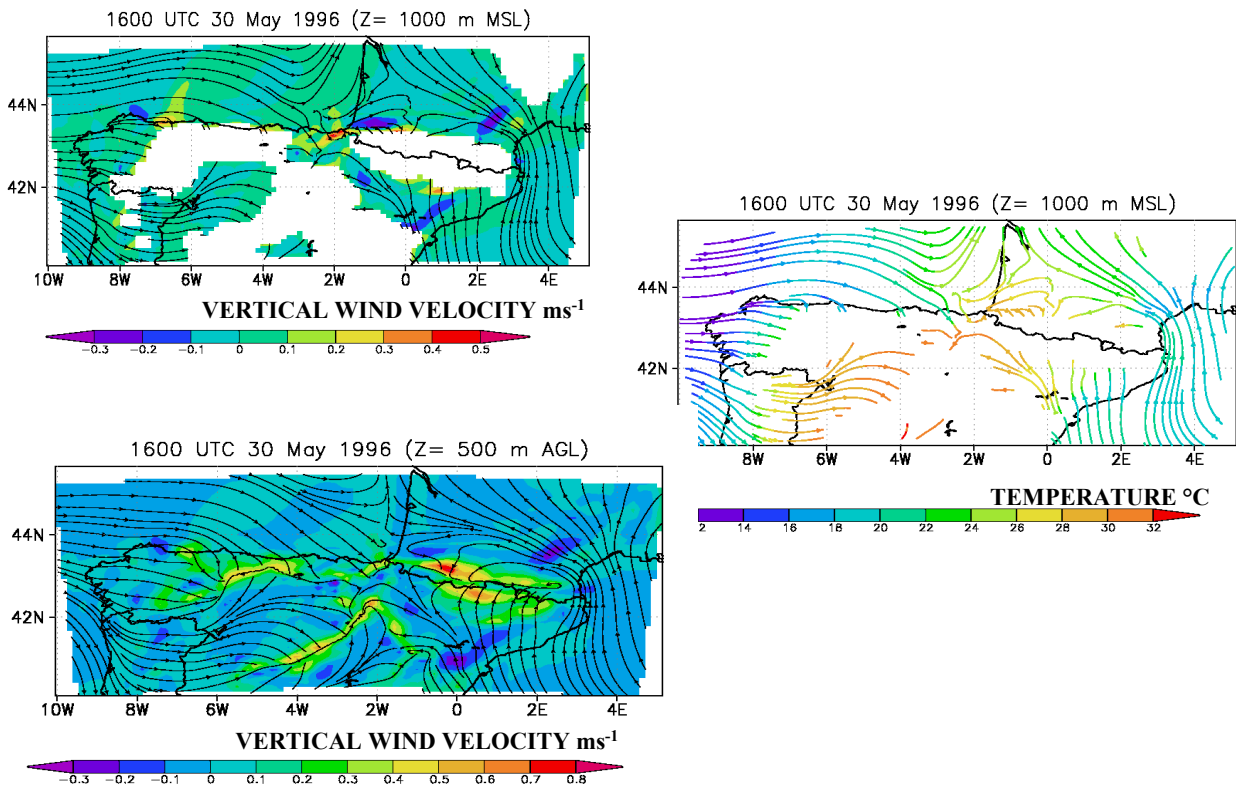 1600 UTC 30 May 1996 (Z= 1000 m MSL)
44N
42N
10W 8W 6W 4W 2W 0 2E 4E
VERTICAL WIND VELOCITY ms-1
-0.3 -0.2 -0.1 0 0.1 0.2 0.3 0.4 0.5
1600 UTC 30 May 1996 (Z= 1000 m MSL)
44N
42N
8W 6W 4W 2W 0 2E 4E
TEMPERATURE °C
2 14 16 18 20 22 24 26 28 30 32
1600 UTC 30 May 1996 (Z= 500 m AGL)
44N
42N
10W 8W 6W 4W 2W 0 2E 4E
VERTICAL WIND VELOCITY ms-1
-0.3 -0.2 -0.1 0 0.1 0.2 0.3 0.4 0.5 0.6 0.7 0.8